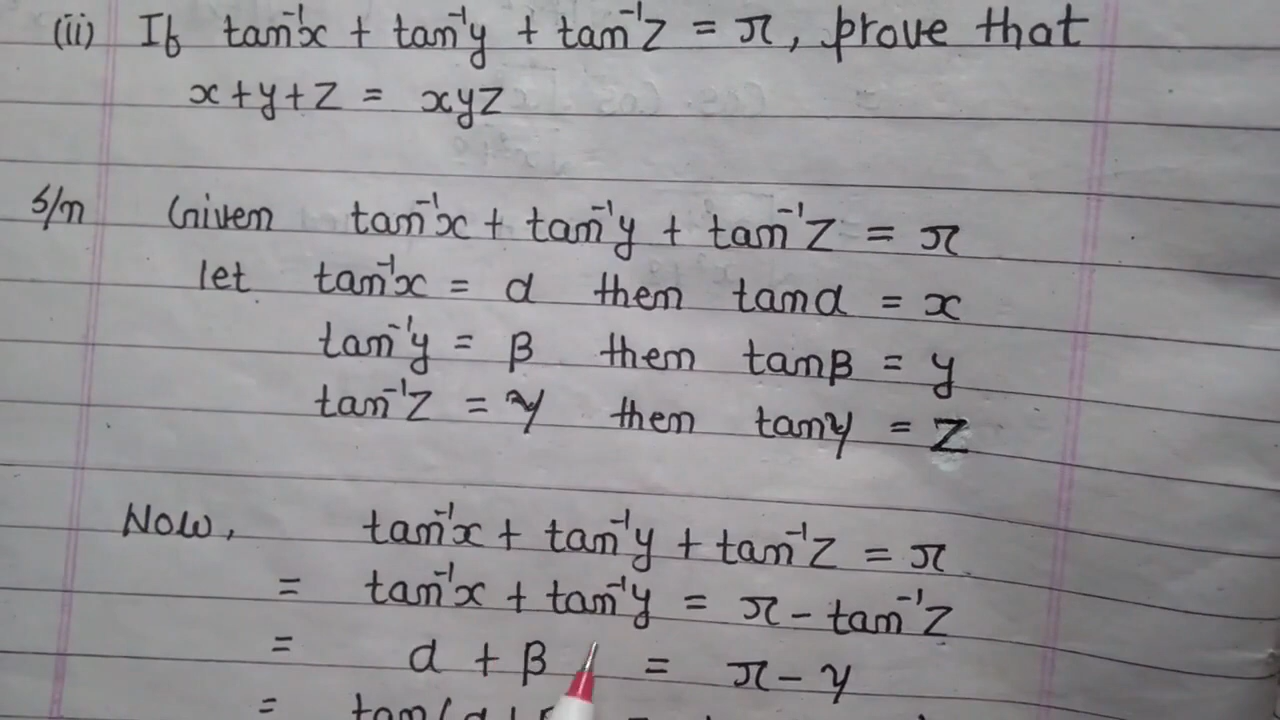 (ii) If tan⁻¹x + tan⁻¹y + tan⁻¹z = π, prove that
x+y+z = xyz
S/n Given tan⁻¹x + tan⁻¹y + tan⁻¹z = π
let tan⁻¹x = α then tanα = x
tan⁻¹y = β then tanβ = y
tan⁻¹z = γ then tanγ = z
Now, tan⁻¹x + tan⁻¹y + tan⁻¹z = π
= tan⁻¹x + tan⁻¹y = π - tan⁻¹z
= α + β = π - γ
= tan(α+